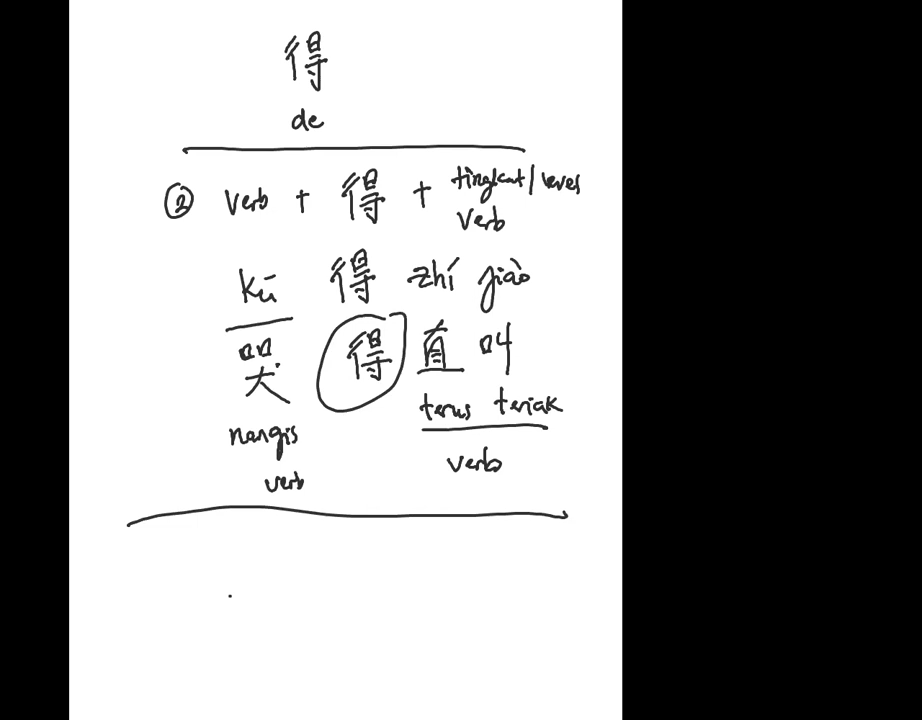 得
de
② verb + 得 + tingkat/level
verb
kū 得 zhí jiào
哭 得 直 叫
terus teriak
nangis
verb
verb